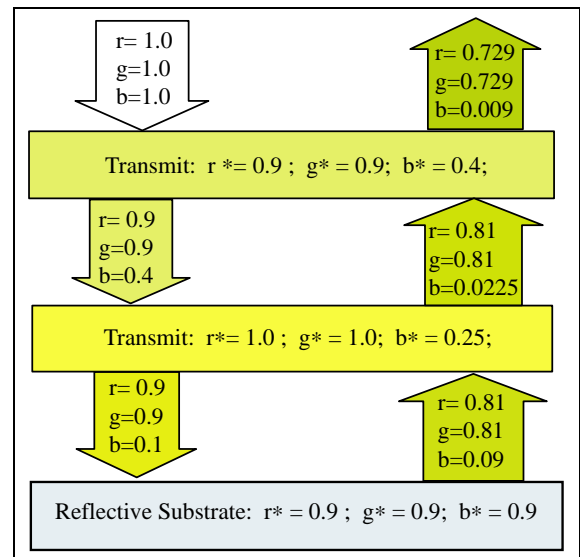 r= 1.0
g=1.0
b=1.0
r= 0.729
g=0.729
b=0.009
Transmit:  r *= 0.9 ;  g* = 0.9;  b* = 0.4;
r= 0.9
g=0.9
b=0.4
r= 0.81
g=0.81
b=0.0225
Transmit:  r*= 1.0 ;  g* = 1.0;  b* = 0.25;
r= 0.9
g=0.9
b=0.1
r= 0.81
g=0.81
b=0.09
Reflective Substrate:  r* = 0.9 ;  g* = 0.9;  b* = 0.9